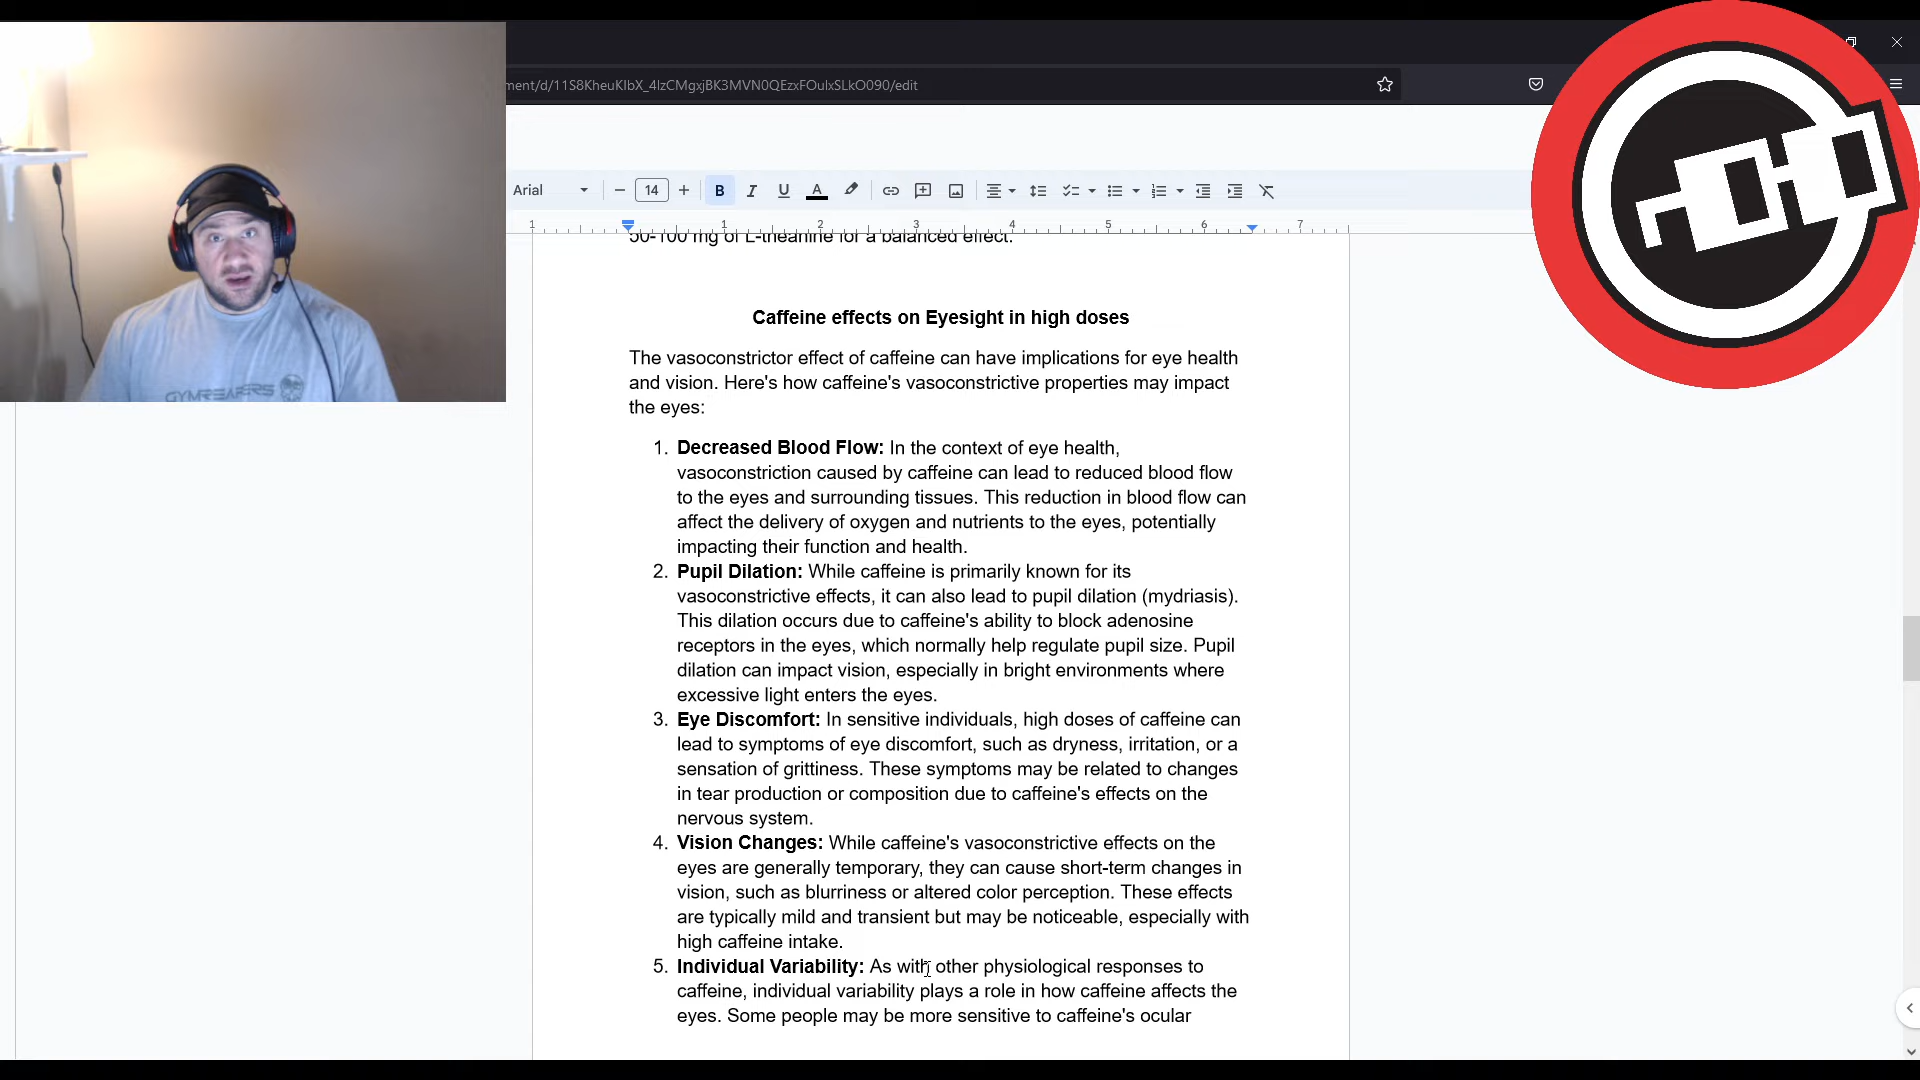 ment/d/11S8KheuKIbX_4IzCMgxjBK3MVN0QEzxFOulxSLkO090/edit
Arial
14
B I U A
1 1 2 3 4 5 6 7
50-100 mg of L-theanine for a balanced effect.
Caffeine effects on Eyesight in high doses
The vasoconstrictor effect of caffeine can have implications for eye health
and vision. Here's how caffeine's vasoconstrictive properties may impact
the eyes:
1. Decreased Blood Flow: In the context of eye health,
vasoconstriction caused by caffeine can lead to reduced blood flow
to the eyes and surrounding tissues. This reduction in blood flow can
affect the delivery of oxygen and nutrients to the eyes, potentially
impacting their function and health.
2. Pupil Dilation: While caffeine is primarily known for its
vasoconstrictive effects, it can also lead to pupil dilation (mydriasis).
This dilation occurs due to caffeine's ability to block adenosine
receptors in the eyes, which normally help regulate pupil size. Pupil
dilation can impact vision, especially in bright environments where
excessive light enters the eyes.
3. Eye Discomfort: In sensitive individuals, high doses of caffeine can
lead to symptoms of eye discomfort, such as dryness, irritation, or a
sensation of grittiness. These symptoms may be related to changes
in tear production or composition due to caffeine's effects on the
nervous system.
4. Vision Changes: While caffeine's vasoconstrictive effects on the
eyes are generally temporary, they can cause short-term changes in
vision, such as blurriness or altered color perception. These effects
are typically mild and transient but may be noticeable, especially with
high caffeine intake.
5. Individual Variability: As with other physiological responses to
caffeine, individual variability plays a role in how caffeine affects the
eyes. Some people may be more sensitive to caffeine's ocular
GYMREAPERS